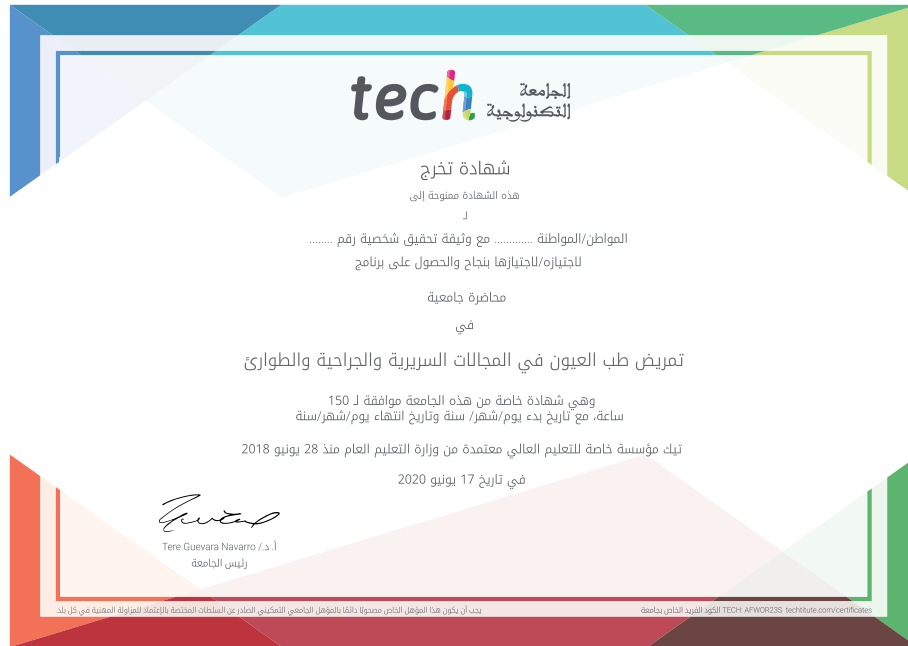 tech الجامعة
التكنولوجية
شهادة تخرج
هذه الشهادة ممنوحة إلى
لـ
المواطن/المواطنة ............. مع وثيقة تحقيق شخصية رقم ........
لاجتيازه/لاجتيازها بنجاح والحصول على برنامج
محاضرة جامعية
في
تمريض طب العيون في المجالات السريرية والجراحية والطوارئ
وهي شهادة خاصة من هذه الجامعة موافقة لـ 150
ساعة، مع تاريخ بدء يوم/شهر/ سنة وتاريخ انتهاء يوم/شهر/سنة
تيك مؤسسة خاصة للتعليم العالي معتمدة من وزارة التعليم العام منذ 28 يونيو 2018
في تاريخ 17 يونيو 2020
أ. د./ Tere Guevara Navarro
رئيس الجامعة
يجب أن يكون هذا المؤهل الخاص مصحوبًا دائمًا بالمؤهل الجامعي التمكيني الصادر عن السلطات المختصة بالإعتماد للمزاولة المهنية في كل بلد.
الكود الفريد الخاص بجامعة TECH: AFWOR23S techtitute.com/certificates